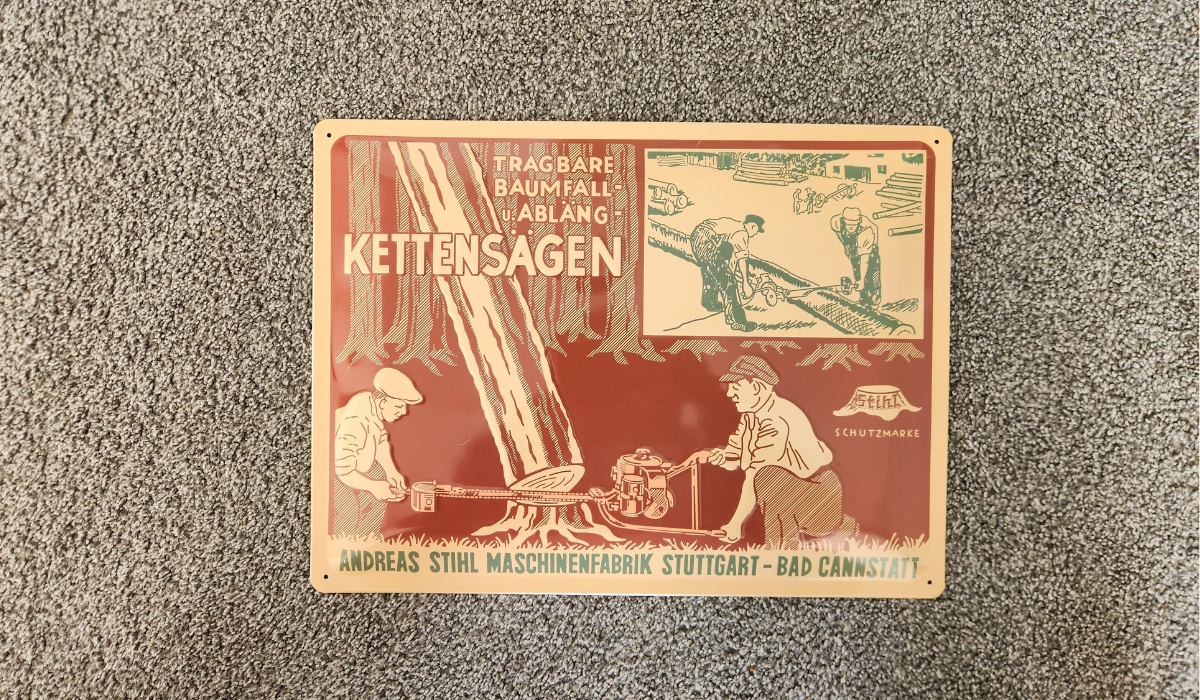 TRAGBARE
BAUMFALL-
u. ABLÄNG-
KETTENSÄGEN
Stihl
SCHUTZMARKE
ANDREAS STIHL MASCHINENFABRIK STUTTGART - BAD CANNSTATT